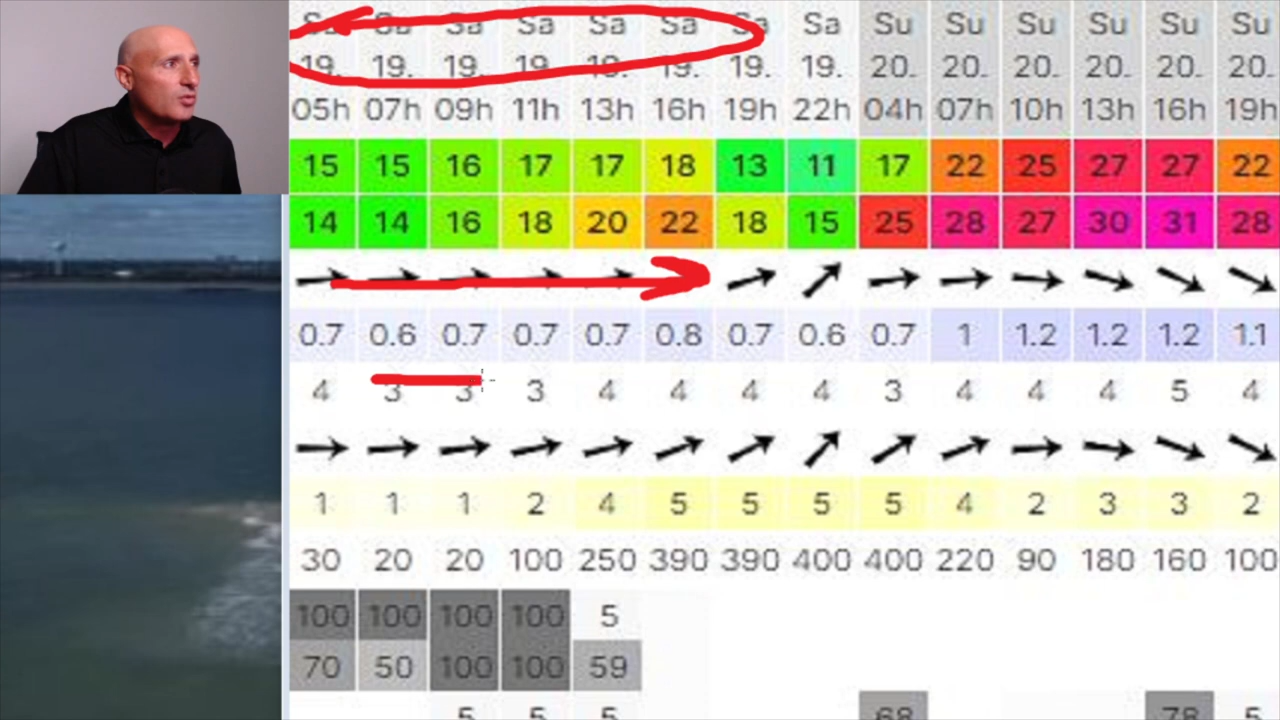 Sa Sa Sa Sa Sa Sa Sa Sa Su Su Su Su Su Su
19. 19. 19. 19. 19. 19. 19. 19. 20. 20. 20. 20. 20. 20.
05h 07h 09h 11h 13h 16h 19h 22h 04h 07h 10h 13h 16h 19h
15 15 16 17 17 18 13 11 17 22 25 27 27 22
14 14 16 18 20 22 18 15 25 28 27 30 31 28
0.7 0.6 0.7 0.7 0.7 0.8 0.7 0.6 0.7 1 1.2 1.2 1.2 1.1
4 3 3 3 4 4 4 4 3 4 4 4 5 4
1 1 1 2 4 5 5 5 5 4 2 3 3 2
30 20 20 100 250 390 390 400 400 220 90 180 160 100
100 100 100 100 5
70 50 100 100 59
5 5 5 68 78 5